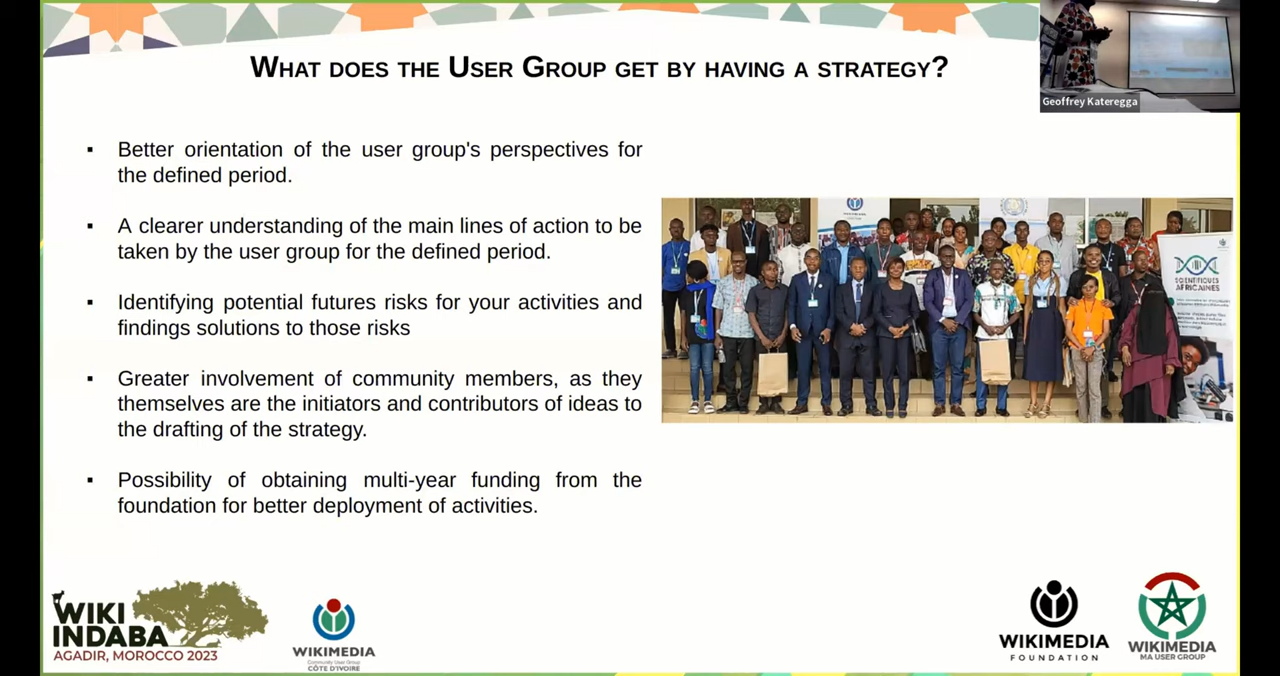 WHAT DOES THE USER GROUP GET BY HAVING A STRATEGY?
Geoffrey Kateregga
▪ Better orientation of the user group's perspectives for
the defined period.
▪ A clearer understanding of the main lines of action to be
taken by the user group for the defined period.
▪ Identifying potential futures risks for your activities and
findings solutions to those risks
▪ Greater involvement of community members, as they
themselves are the initiators and contributors of ideas to
the drafting of the strategy.
▪ Possibility of obtaining multi-year funding from the
foundation for better deployment of activities.
SCIENTIFIQUES
AFRICAINES
WIKI
INDABA
AGADIR, MOROCCO 2023
WIKIMEDIA
Community User Group
CÔTE D'IVOIRE
WIKIMEDIA
FOUNDATION
WIKIMEDIA
MA USER GROUP